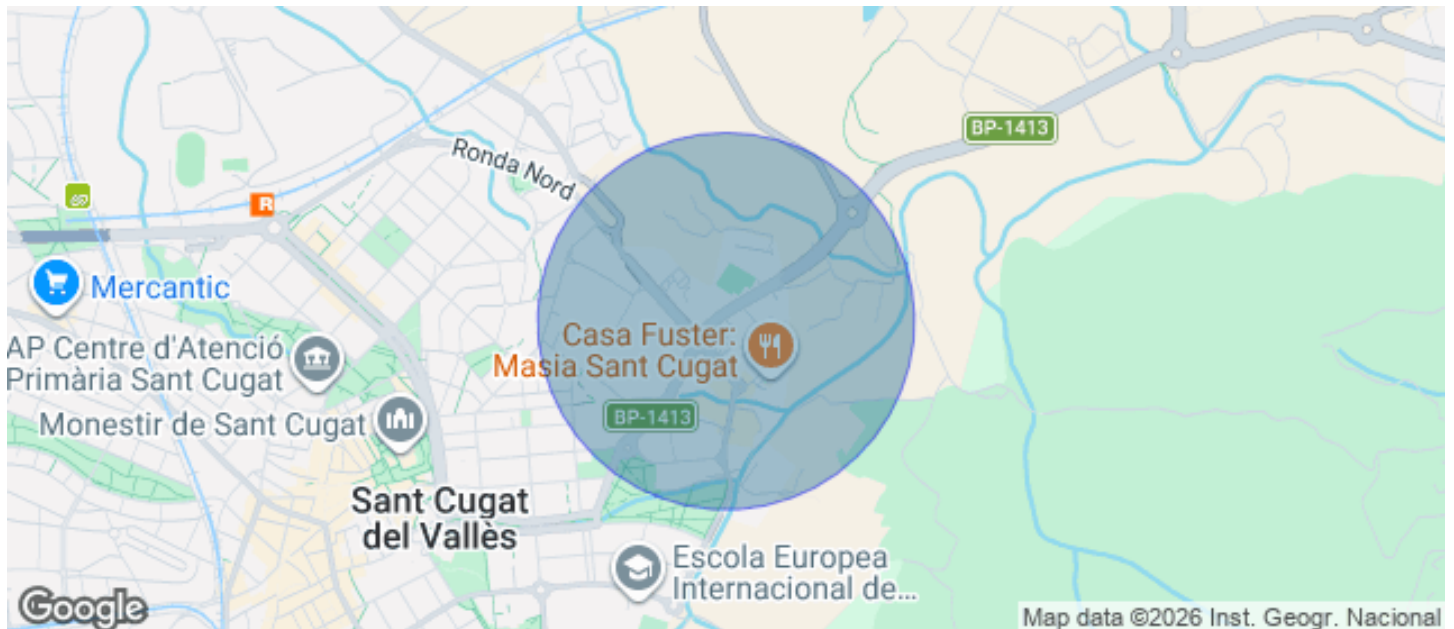 BP-1413
Ronda Nord
R
Mercantic
Casa Fuster:
Masia Sant Cugat
AP Centre d'Atenció
Primària Sant Cugat
BP-1413
Monestir de Sant Cugat
Sant Cugat
del Vallès
Escola Europea
Internacional de...
Google
Map data ©2026 Inst. Geogr. Nacional